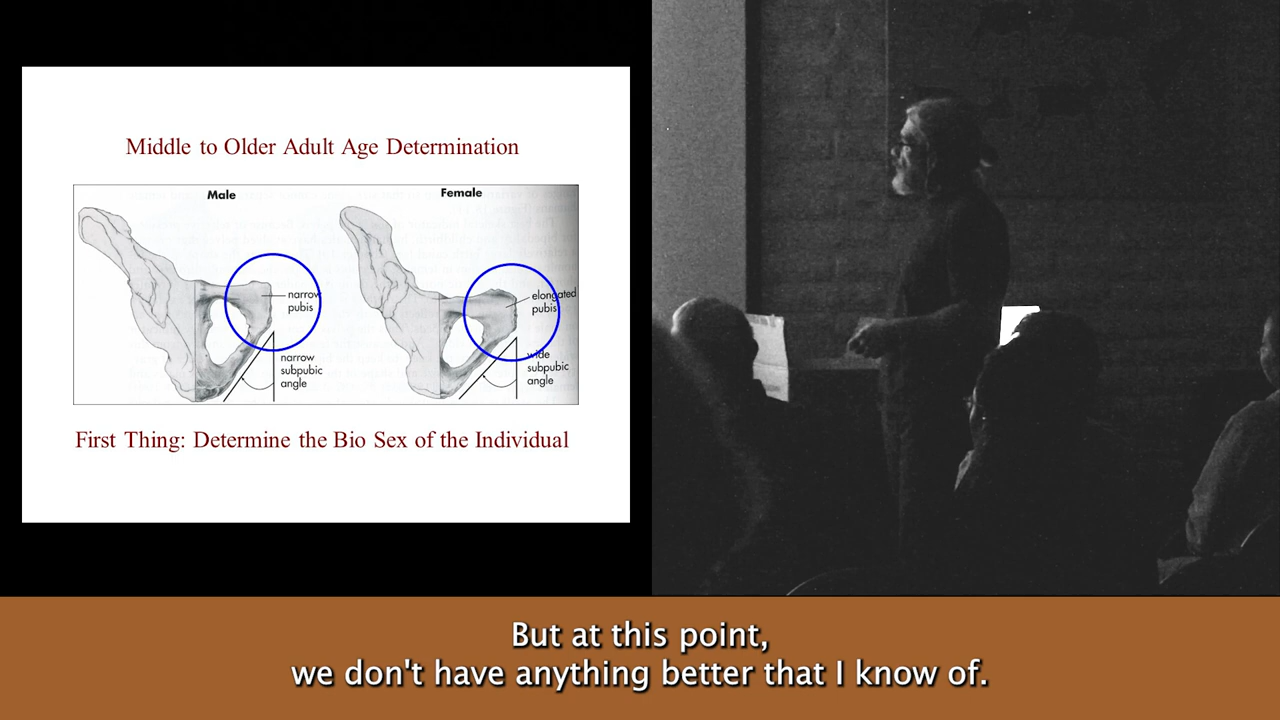 Middle to Older Adult Age Determination
Male
Female
narrow
pubis
elongated
pubis
narrow
subpubic
angle
wide
subpubic
angle
First Thing: Determine the Bio Sex of the Individual
But at this point,
we don't have anything better that I know of.